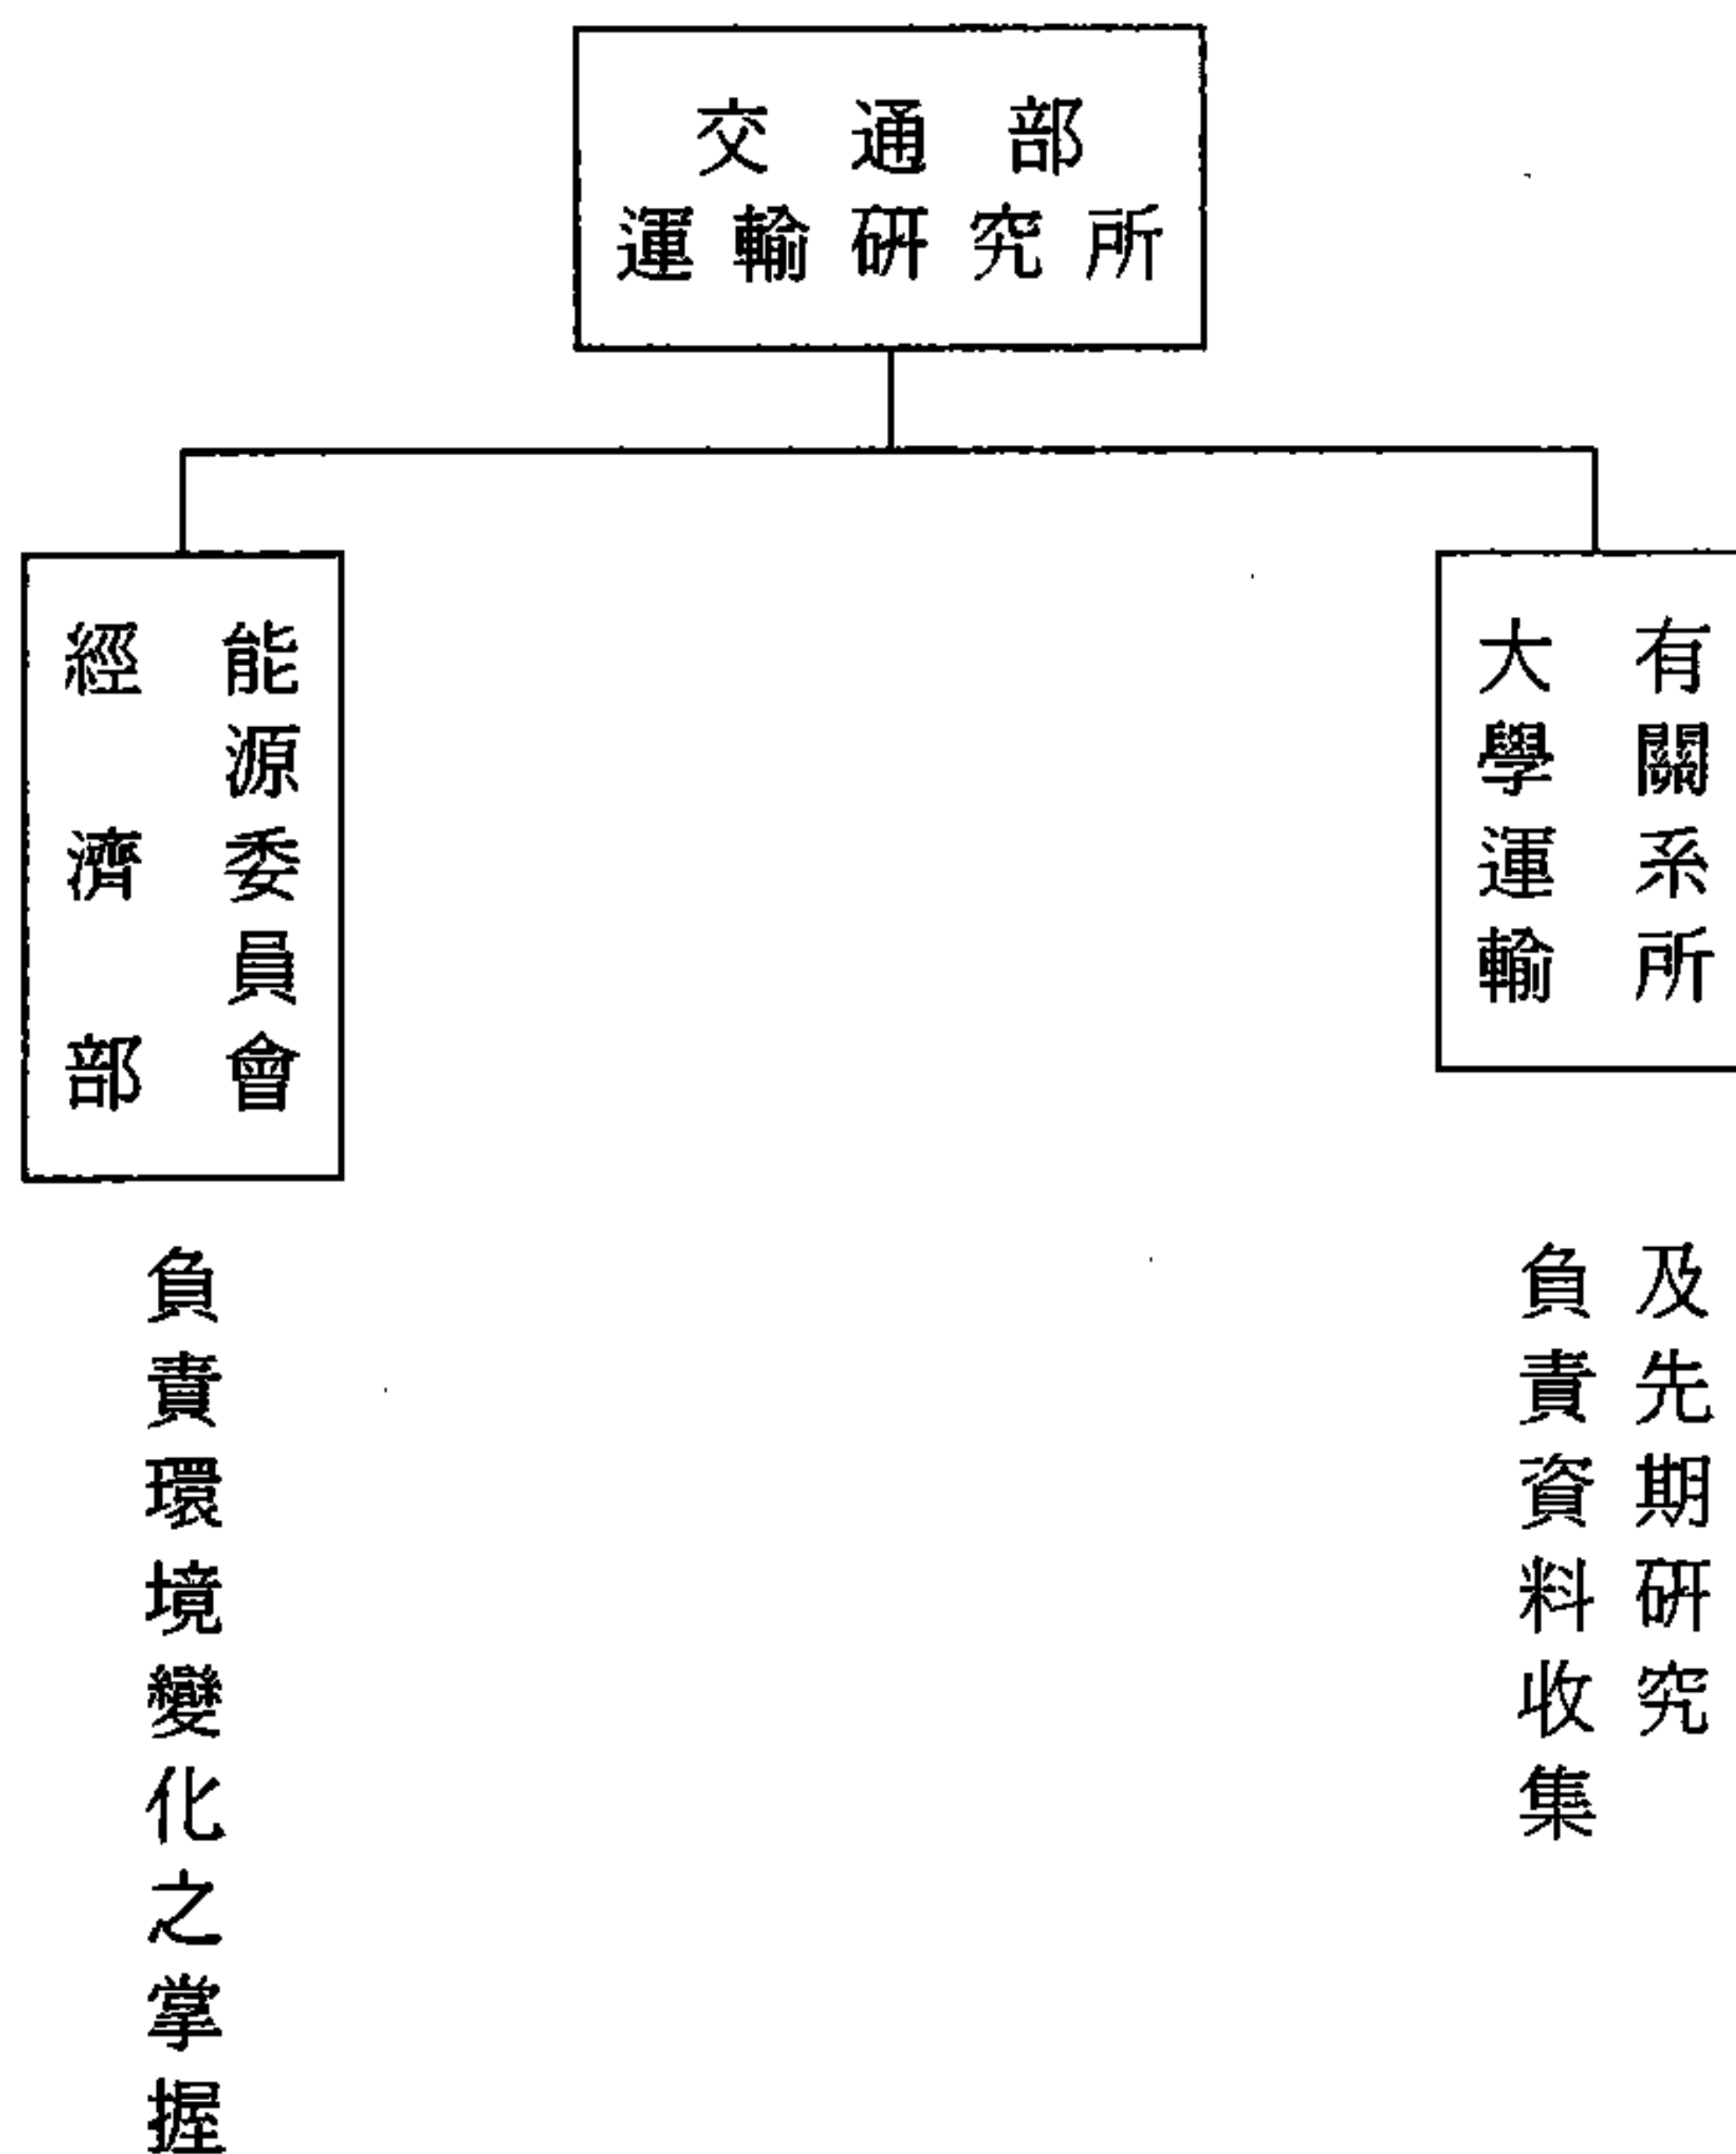 交通部
運輸研究所
經濟部
能源委員會
負責環境變化之掌握
大學運輸
有關系所
負責資料收集
及先期研究